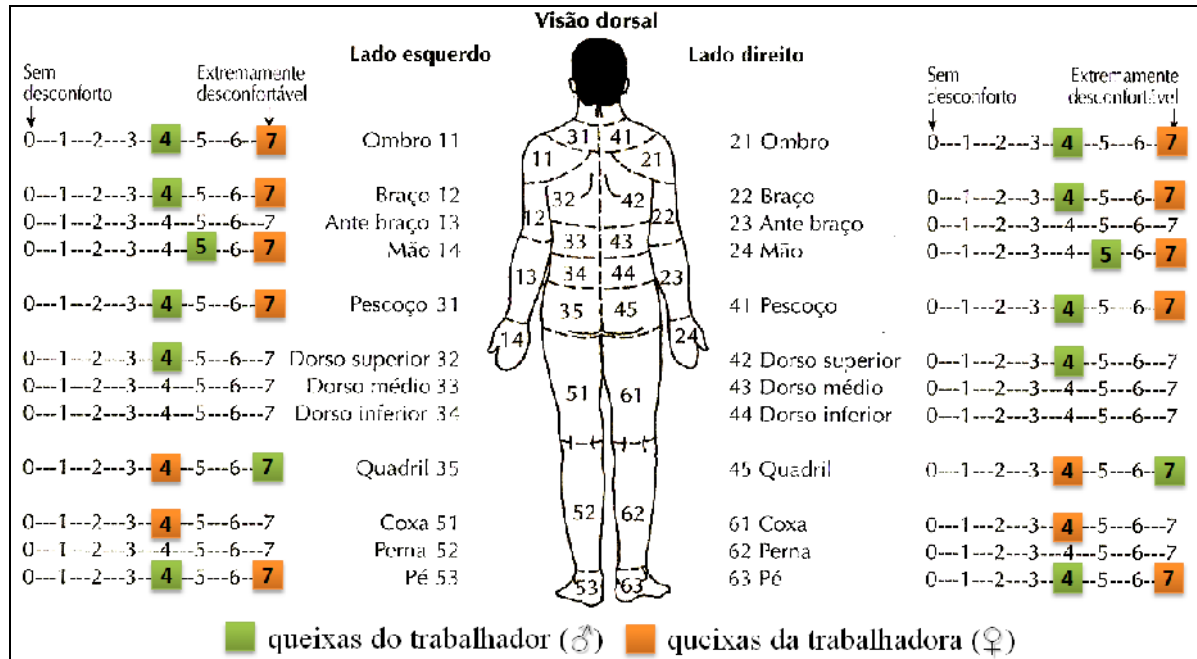 Visão dorsal
Lado esquerdo Lado direito
Sem desconforto Extremamente desconfortável Sem desconforto Extremamente desconfortável
0---1---2---3---4---5---6---7 Ombro 11 31 41 21 Ombro 0---1---2---3---4---5---6---7
11 21
0---1---2---3---4---5---6---7 Braço 12 32 42 22 Braço 0---1---2---3---4---5---6---7
0---1---2---3---4---5---6---7 Ante braço 13 12 22 23 Ante braço 0---1---2---3---4---5---6---7
0---1---2---3---4---5---6---7 Mão 14 33 43 24 Mão 0---1---2---3---4---5---6---7
13 34 44 23
0---1---2---3---4---5---6---7 Pescoço 31 35 45 41 Pescoço 0---1---2---3---4---5---6---7
14 24
0---1---2---3---4---5---6---7 Dorso superior 32 42 Dorso superior 0---1---2---3---4---5---6---7
0---1---2---3---4---5---6---7 Dorso médio 33 51 61 43 Dorso médio 0---1---2---3---4---5---6---7
0---1---2---3---4---5---6---7 Dorso inferior 34 44 Dorso inferior 0---1---2---3---4---5---6---7
0---1---2---3---4---5---6---7 Quadril 35 45 Quadril 0---1---2---3---4---5---6---7
0---1---2---3---4---5---6---7 Coxa 51 52 62 61 Coxa 0---1---2---3---4---5---6---7
0---1---2---3---4---5---6---7 Perna 52 62 Perna 0---1---2---3---4---5---6---7
0---1---2---3---4---5---6---7 Pé 53 53 63 63 Pé 0---1---2---3---4---5---6---7
queixas do trabalhador (♂) queixas da trabalhadora (♀)